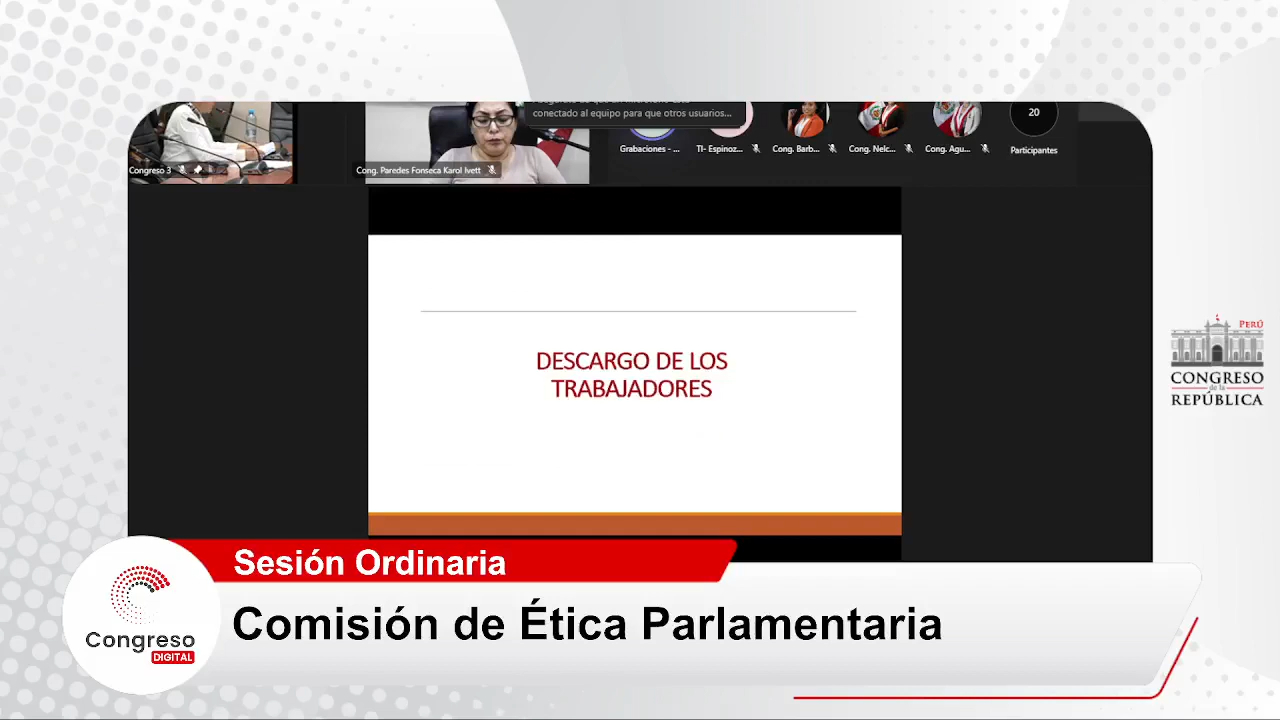 conectado al equipo para que otros usuarios...
20
Congreso 3
Cong. Paredes Fonseca Karol Ivett
Grabaciones - ...
TI- Espinoz...
Cong. Barb...
Cong. Nelc...
Cong. Agu...
Participantes
DESCARGO DE LOS
TRABAJADORES
PERÚ
CONGRESO
de la
REPÚBLICA
Sesión Ordinaria
Comisión de Ética Parlamentaria
Congreso
DIGITAL